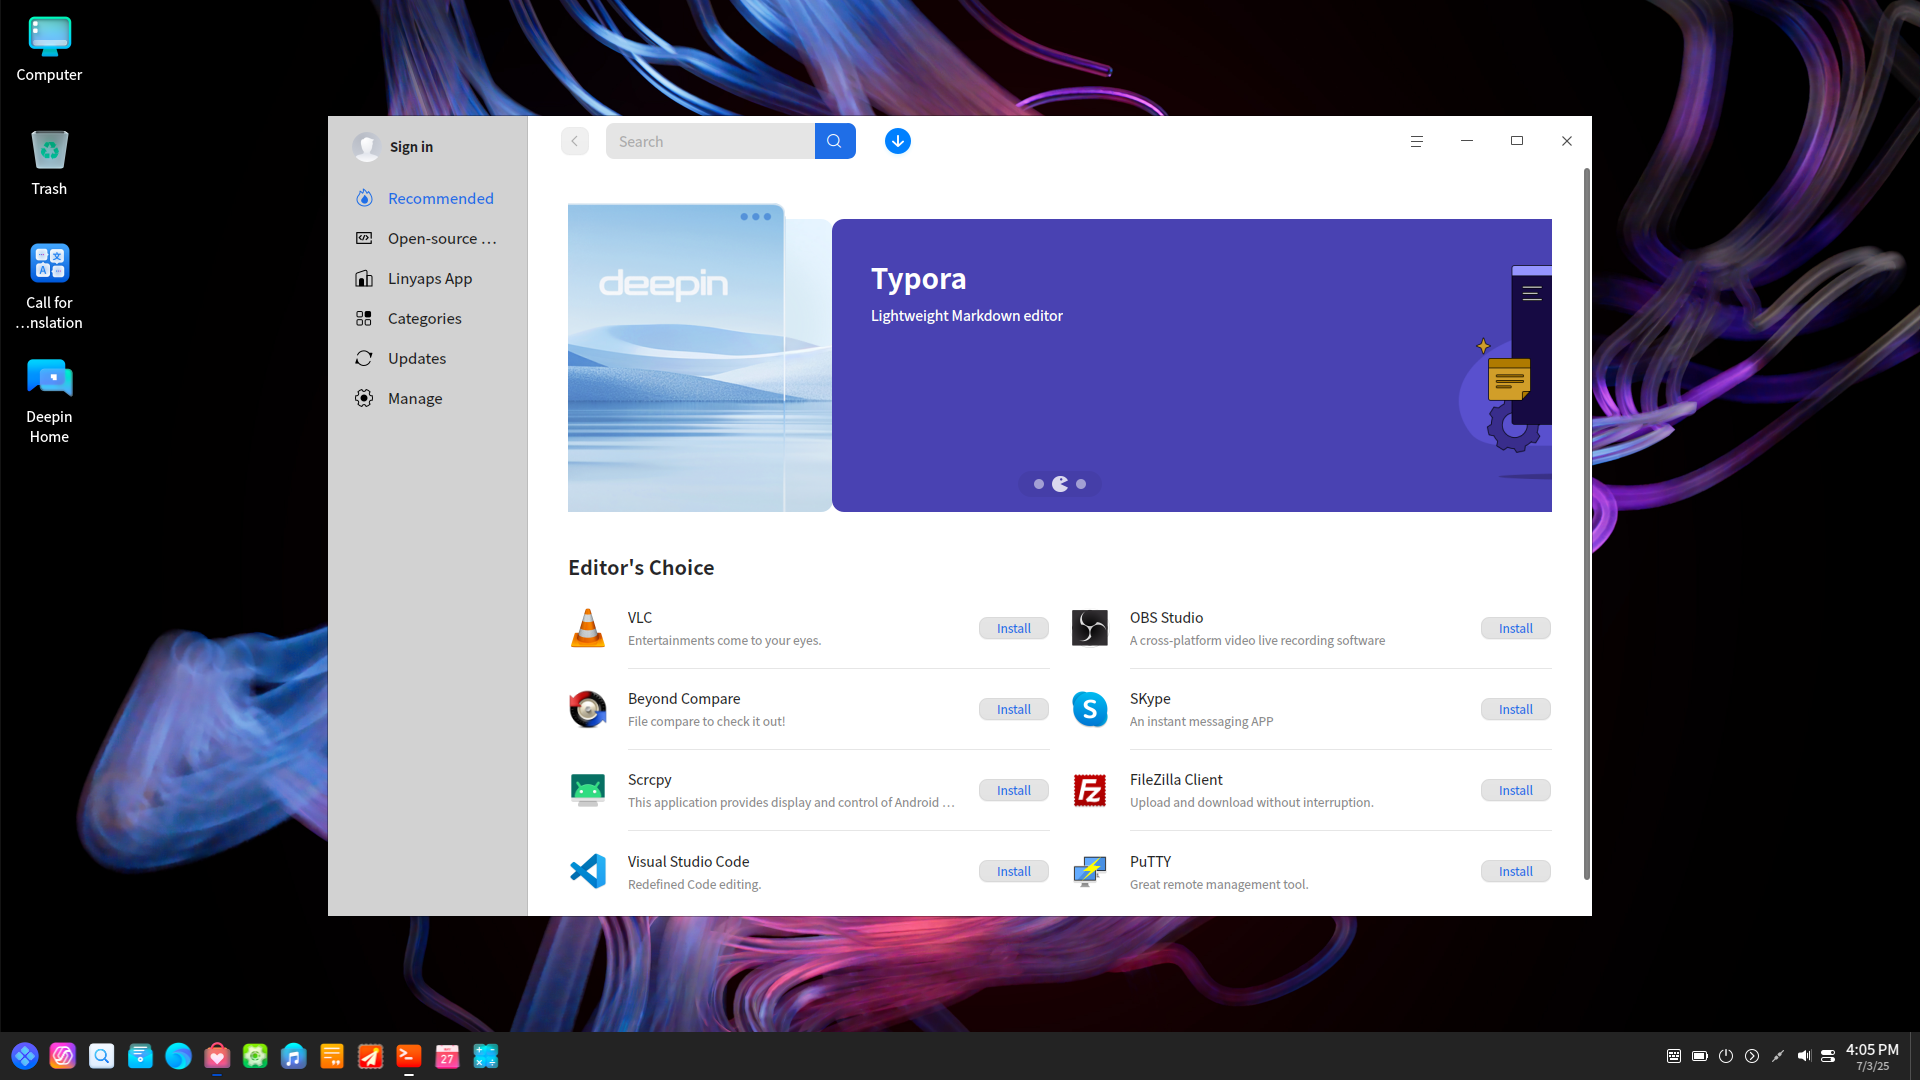 Computer
Trash
Call for
...nslation
Deepin
Home
Sign in
Recommended
Open-source ...
Linyaps App
Categories
Updates
Manage
Search
deepin
Typora
Lightweight Markdown editor
Editor's Choice
VLC
Entertainments come to your eyes.
Install
OBS Studio
A cross-platform video live recording software
Install
Beyond Compare
File compare to check it out!
Install
S
SKype
An instant messaging APP
Install
Scrcpy
This application provides display and control of Android ...
Install
Fz
FileZilla Client
Upload and download without interruption.
Install
Visual Studio Code
Redefined Code editing.
Install
PuTTY
Great remote management tool.
Install
27
4:05 PM
7/3/25